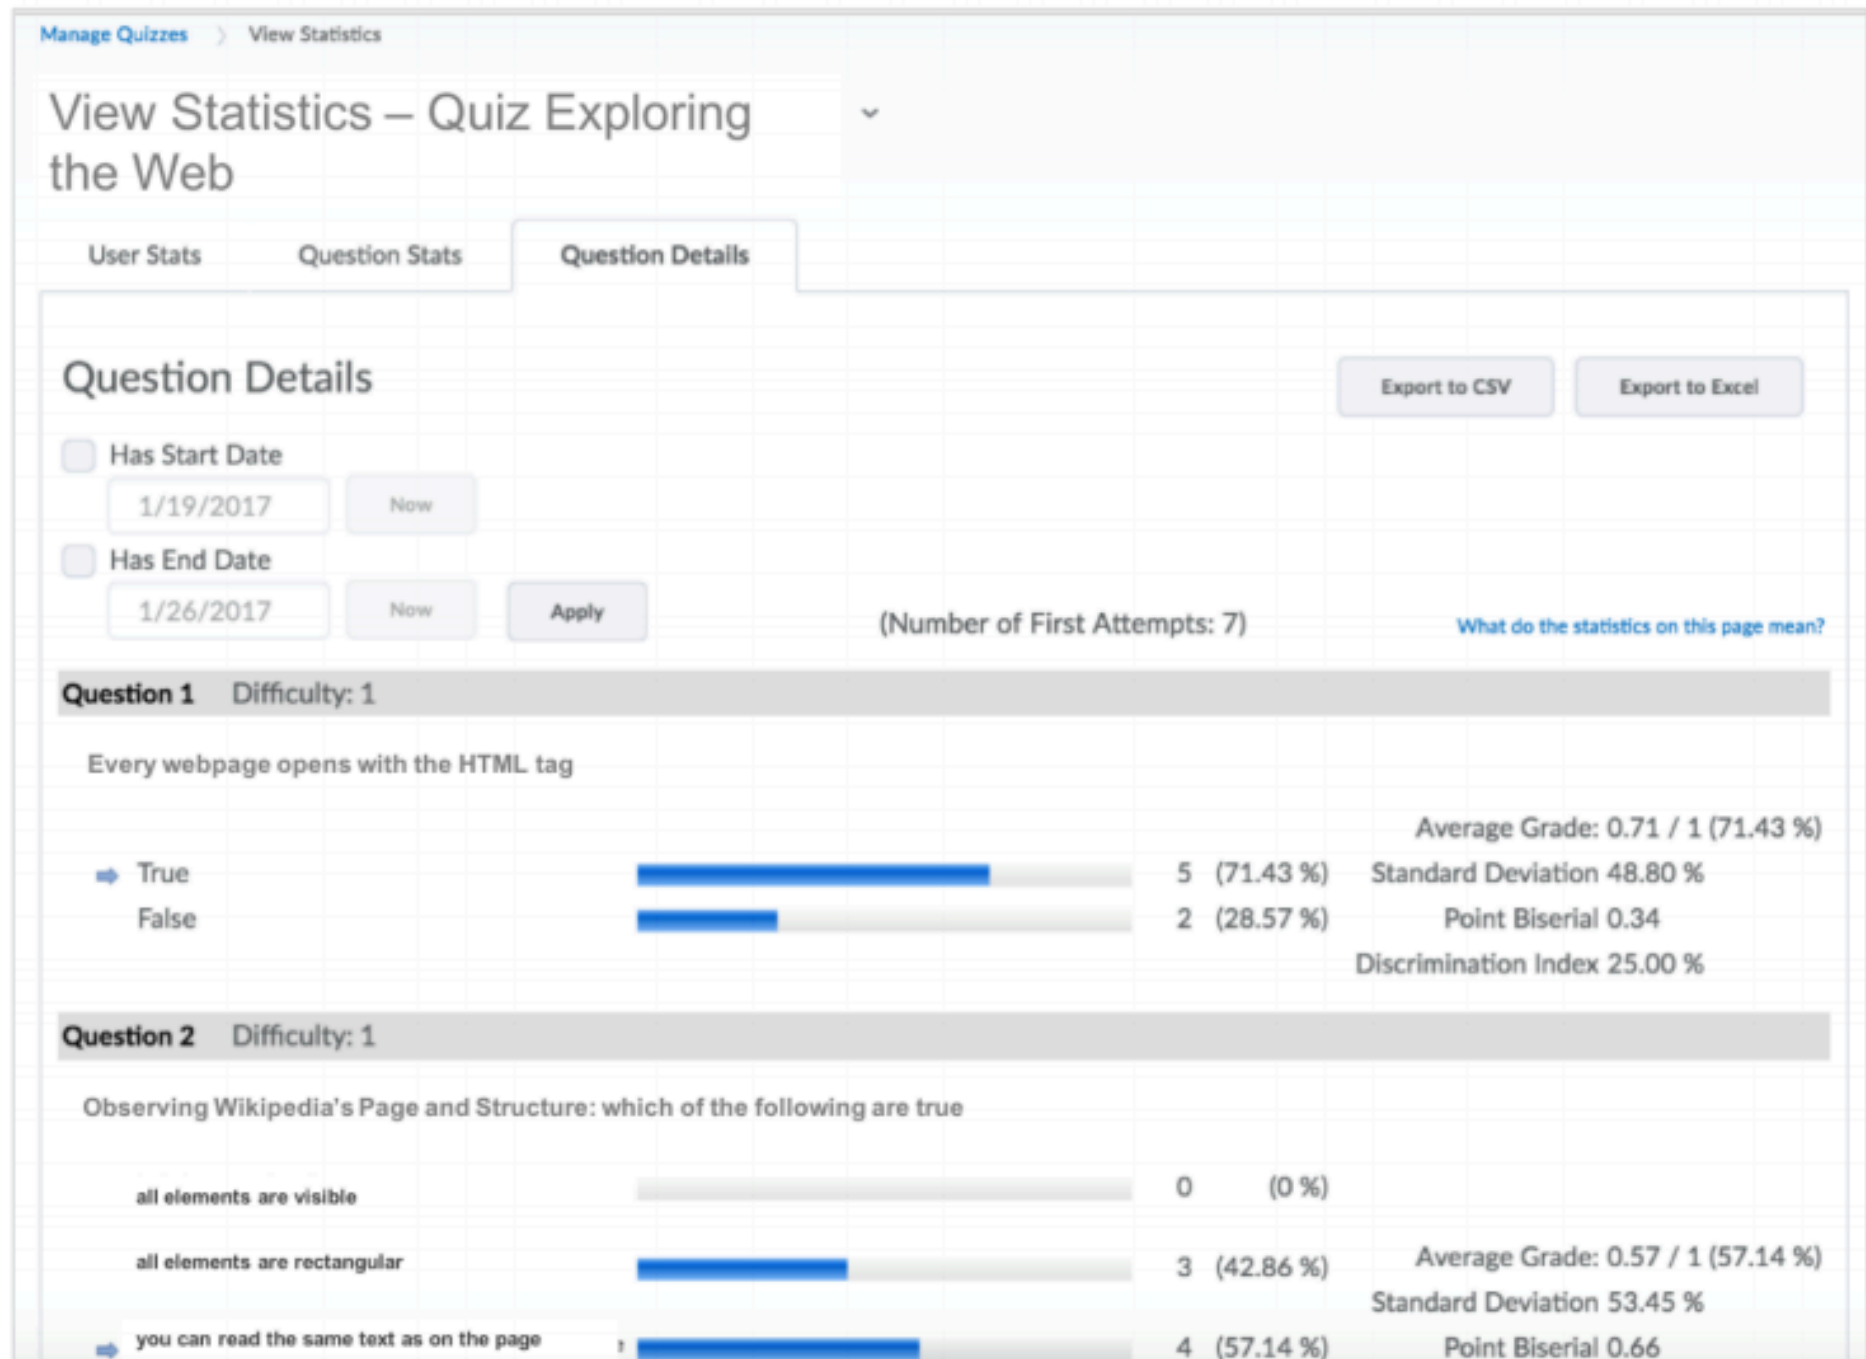 Manage Quizzes > View Statistics
View Statistics – Quiz Exploring
the Web
User Stats Question Stats Question Details
Question Details Export to CSV Export to Excel
Has Start Date
1/19/2017 Now
Has End Date
1/26/2017 Now Apply (Number of First Attempts: 7) What do the statistics on this page mean?
Question 1 Difficulty: 1
Every webpage opens with the HTML tag
Average Grade: 0.71 / 1 (71.43 %)
True 5 (71.43 %) Standard Deviation 48.80 %
False 2 (28.57 %) Point Biserial 0.34
Discrimination Index 25.00 %
Question 2 Difficulty: 1
Observing Wikipedia's Page and Structure: which of the following are true
all elements are visible 0 (0 %)
all elements are rectangular 3 (42.86 %) Average Grade: 0.57 / 1 (57.14 %)
Standard Deviation 53.45 %
you can read the same text as on the page 4 (57.14 %) Point Biserial 0.66